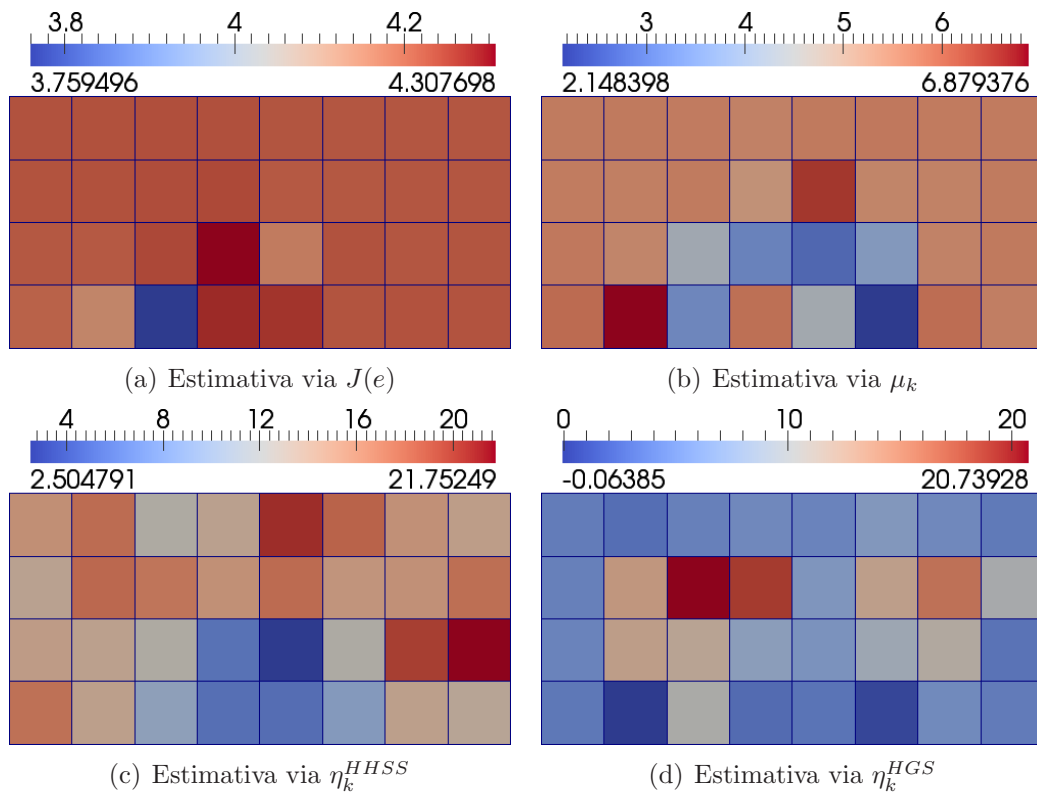 3.8 4 4.2
3.759496 4.307698
3 4 5 6
2.148398 6.879376
(a) Estimativa via J(e)
(b) Estimativa via μ_k
4 8 12 16 20
2.504791 21.75249
0 10 20
-0.06385 20.73928
(c) Estimativa via η_k^{HHSS}
(d) Estimativa via η_k^{HGS}